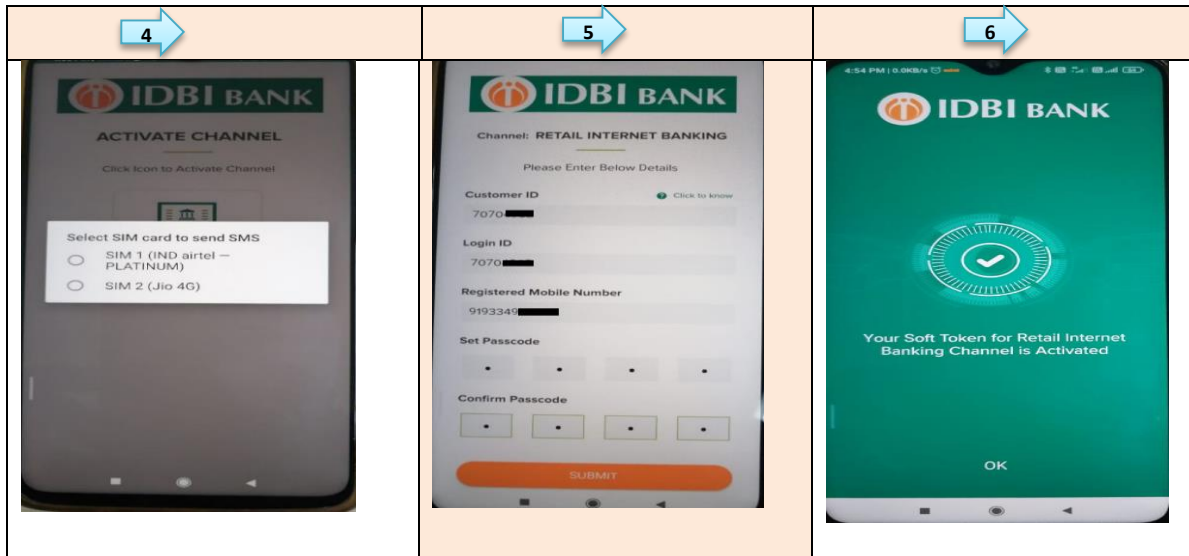 4
5
6
IDBI BANK
ACTIVATE CHANNEL
Click Icon to Activate Channel
Select SIM card to send SMS
SIM 1 (IND airtel —
PLATINUM)
SIM 2 (Jio 4G)
IDBI BANK
Channel: RETAIL INTERNET BANKING
Please Enter Below Details
Customer ID
Click to know
7070
Login ID
7070
Registered Mobile Number
9193349
Set Passcode
Confirm Passcode
SUBMIT
4:54 PM | 0.0KB/s
IDBI BANK
Your Soft Token for Retail Internet
Banking Channel is Activated
OK